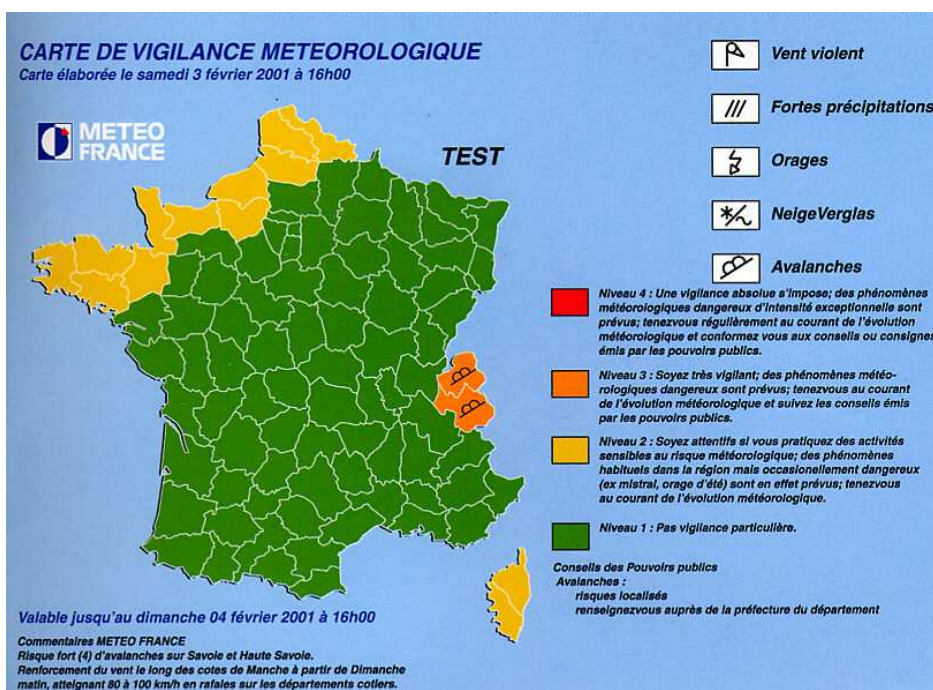 CARTE DE VIGILANCE METEOROLOGIQUE
Carte élaborée le samedi 3 février 2001 à 16h00
METEO
FRANCE
TEST
Vent violent
Fortes précipitations
Orages
NeigeVerglas
Avalanches
Niveau 4 : Une vigilance absolue s'impose; des phénomènes
météorologiques dangereux d'intensité exceptionnelle sont
prévus; tenezvous régulièrement au courant de l'évolution
météorologique et conformez vous aux conseils ou consignes
émis par les pouvoirs publics.
Niveau 3 : Soyez très vigilant; des phénomènes météo-
rologiques dangereux sont prévus; tenezvous au courant
de l'évolution météorologique et suivez les conseils émis
par les pouvoirs publics.
Niveau 2 : Soyez attentifs si vous pratiquez des activités
sensibles au risque météorologique; des phénomènes
habituels dans la région mais occasionellement dangereux
(ex mistral, orage d'été) sont en effet prévus; tenezvous
au courant de l'évolution météorologique.
Niveau 1 : Pas vigilance particulière.
Conseils des Pouvoirs publics
Avalanches :
risques localisés
renseignezvous auprès de la préfecture du département
Valable jusqu'au dimanche 04 février 2001 à 16h00
Commentaires METEO FRANCE
Risque fort (4) d'avalanches sur Savoie et Haute Savoie.
Renforcement du vent le long des cotes de Manche à partir de Dimanche
matin, atteignant 80 à 100 km/h en rafales sur les départements cotiers.